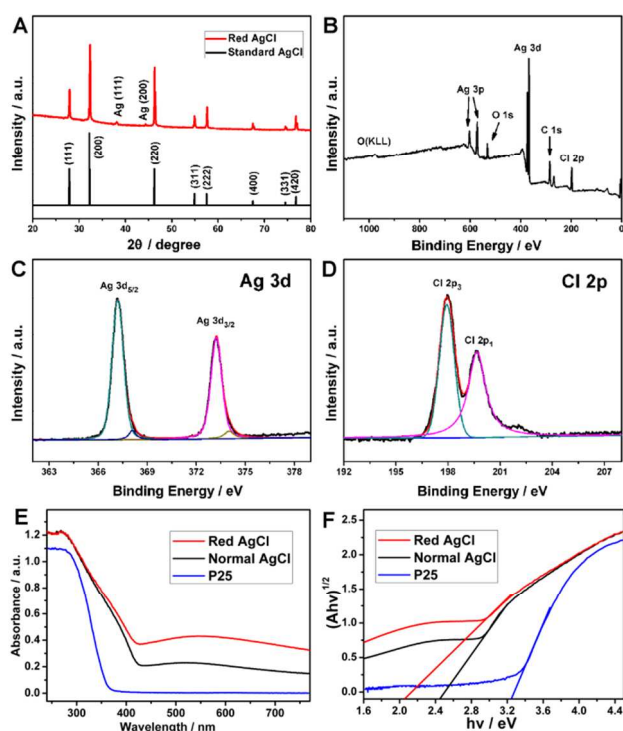 A
Intensity / a.u.
Red AgCl
Standard AgCl
Ag (111)
Ag (200)
(111)
(200)
(220)
(311)
(222)
(400)
(331)
(420)
20 30 40 50 60 70 80
2θ / degree
B
Intensity / a.u.
Ag 3d
Ag 3p
O 1s
O(KLL)
C 1s
Cl 2p
1000 800 600 400 200 0
Binding Energy / eV
C
Ag 3d
Intensity / a.u.
Ag 3d5/2
Ag 3d3/2
363 367 369 373 378
Binding Energy / eV
D
Cl 2p
Intensity / a.u.
Cl 2p3
Cl 2p1
192 195 198 201 204 207
Binding Energy / eV
E
Absorbance / a.u.
1.2
1.0
0.8
0.6
0.4
0.2
0.0
Red AgCl
Normal AgCl
P25
300 400 500 600 700
Wavelength / nm
F
(Ahv)1/2
2.5
2.0
1.5
1.0
0.5
0.0
Red AgCl
Normal AgCl
P25
1.6 2.0 2.4 2.8 3.2 3.6 4.0 4.4
hv / eV